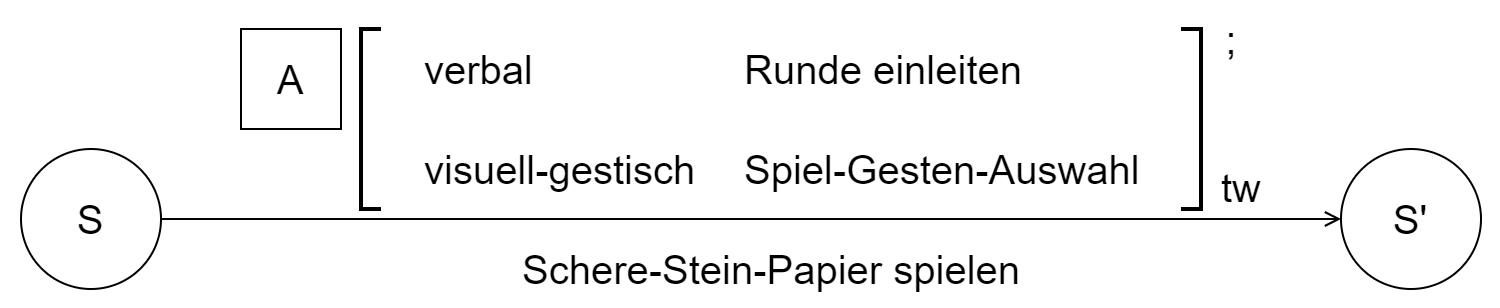 ;
A verbal Runde einleiten
visuell-gestisch Spiel-Gesten-Auswahl
tw
S S'
Schere-Stein-Papier spielen